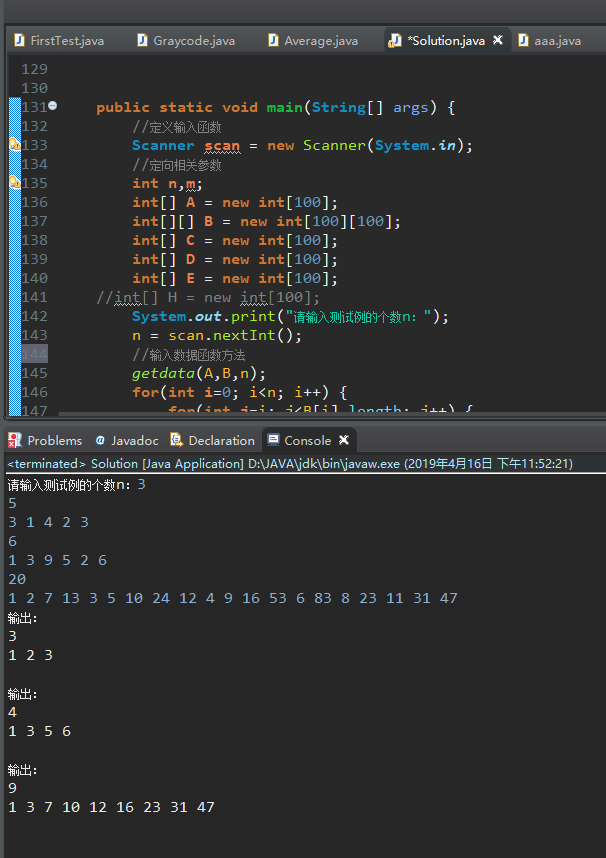 FirstTest.java Graycode.java Average.java *Solution.java aaa.java
129
130
131 public static void main(String[] args) {
132 //定义输入函数
133 Scanner scan = new Scanner(System.in);
134 //定向相关参数
135 int n,m;
136 int[] A = new int[100];
137 int[][] B = new int[100][100];
138 int[] C = new int[100];
139 int[] D = new int[100];
140 int[] E = new int[100];
141 //int[] H = new int[100];
142 System.out.print("请输入测试例的个数n: ");
143 n = scan.nextInt();
144 //输入数据函数方法
145 getdata(A,B,n);
146 for(int i=0; i<n; i++) {
147 for(int j=i; j<B[i].length; j++) {
Problems Javadoc Declaration Console
<terminated> Solution [Java Application] D:\JAVA\jdk\bin\javaw.exe (2019年4月16日 下午11:52:21)
请输入测试例的个数n: 3
5
3 1 4 2 3
6
1 3 9 5 2 6
20
1 2 7 13 3 5 10 24 12 4 9 16 53 6 83 8 23 11 31 47
输出:
3
1 2 3
输出:
4
1 3 5 6
输出:
9
1 3 7 10 12 16 23 31 47